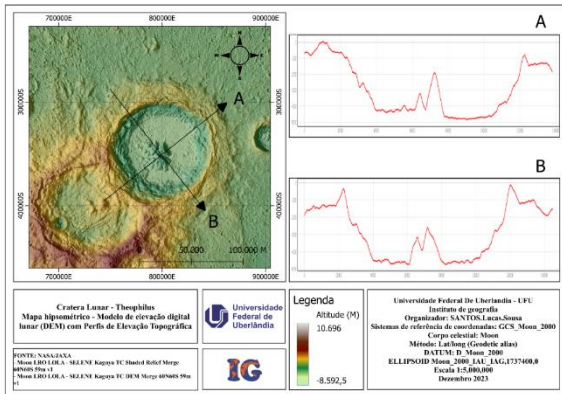 700000E 800000E 900000E
300000S 300000S
400000S 400000S
A
B
50.000 100.000 M
700000E 800000E 900000E
A
B
Cratera Lunar - Theophilus
Mapa hipsométrico - Modelo de elevação digital
lunar (DEM) com Perfis de Elevação Topográfica
FONTE: NASA/JAXA
- Moon LRO LOLA - SELENE Kaguya TC Shaded Relief Merge
60N60S 59m v1
- Moon LRO LOLA - SELENE Kaguya TC DEM Merge 60N60S 59m
v1
Universidade
Federal de
Uberlândia
IG
Legenda
Altitude (M)
10.696
-8.592,5
Universidade Federal De Uberlandia - UFU
Instituto de geografia
Organizador: SANTOS.Lucas.Sousa
Sistemas de referência de coordenadas: GCS_Moon_2000
Corpo celestial: Moon
Método: Lat/long (Geodetic alias)
DATUM: D_Moon_2000
ELLIPSOID Moon_2000_IAU_IAG,1737400,0
Escala 1:5,000,000
Dezembro 2023